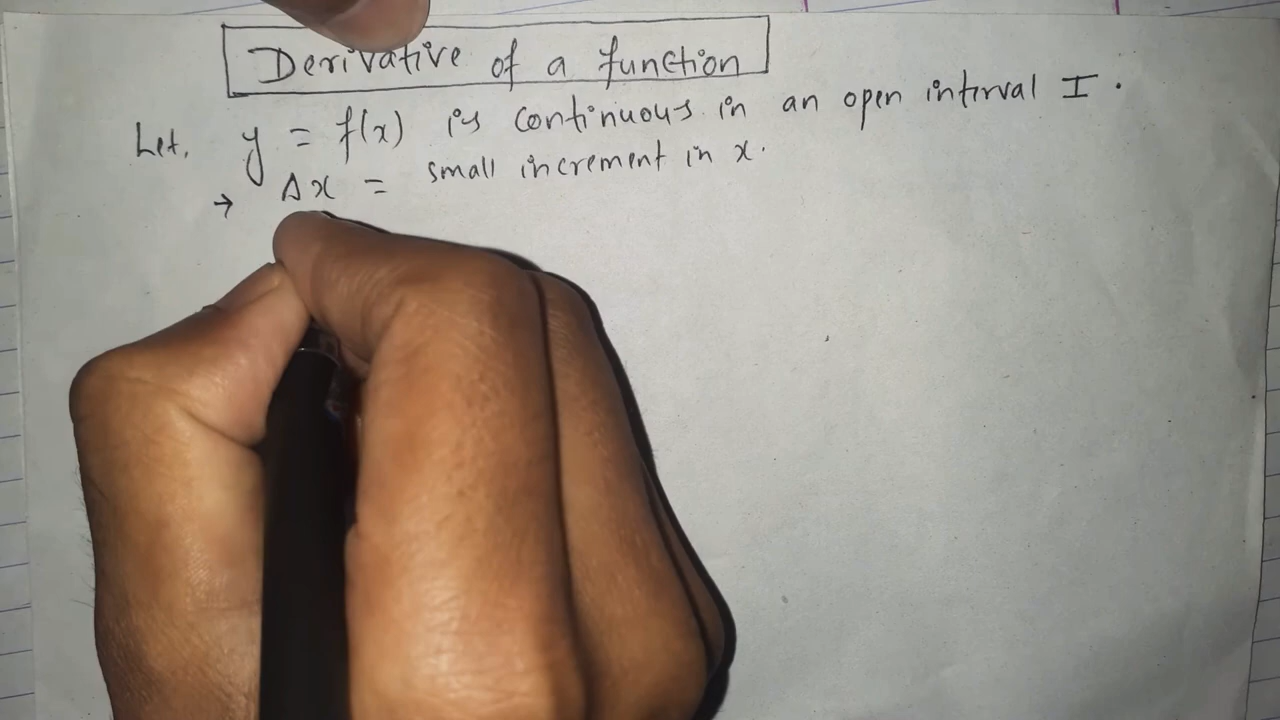 Derivative of a function
Let, y = f(x) is continuous in an open interval I.
→ Δx = small increment in x.